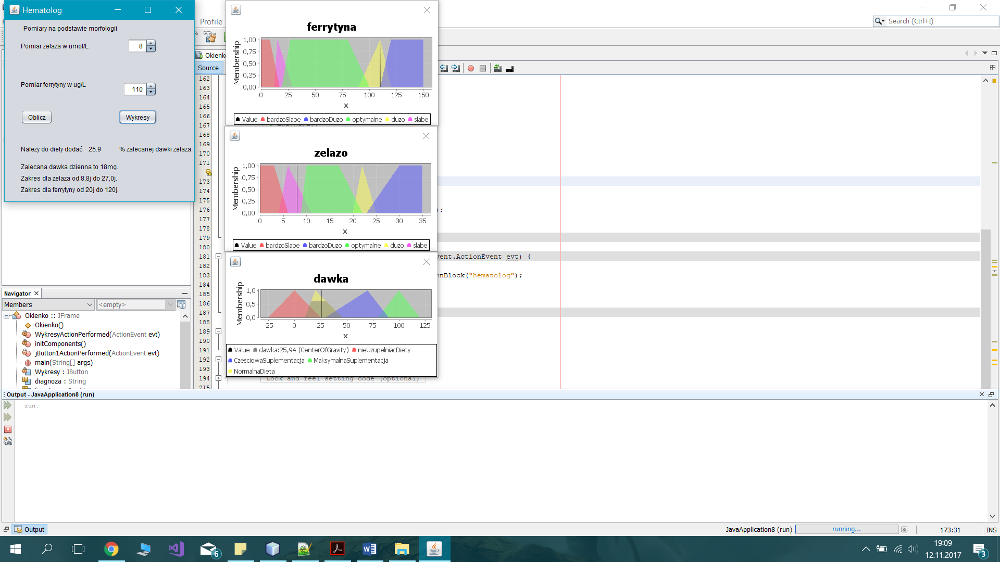 Hematolog
Pomiary na podstawie morfologii
Pomiar żelaza w umol/L
8
Pomiar ferrytyny w ug/L
110
Oblicz
Wykresy
Należy do diety dodać 25.9 % zalecanej dawki żelaza.
Zalecana dawka dzienna to 18mg.
Zakres dla żelaza od 8,8j do 27,0j.
Zakres dla ferrytyny od 20j do 120j.
Profile
Search (Ctrl+I)
ferrytyna
Membership
1,00
0,75
0,50
0,25
0,00
0 25 50 75 100 125 150
x
Value bardzoSlabe bardzoDuzo optymalne duzo slabe
zelazo
Membership
1,00
0,75
0,50
0,25
0,00
0 5 10 15 20 25 30 35
x
Value bardzoSlabe bardzoDuzo optymalne duzo slabe
dawka
Membership
1,0
0,5
0,0
-25 0 25 50 75 100 125
x
Value dawka:25,94 (CenterOfGravity) nieUzupelniacDiety
CzesciowaSuplementacja MaksymalnaSuplementacja
NormalnaDieta
Okienko
Source
162
163
164
165
166
167
168
169
170
171
173
174
175
176 );
177
178
179
180
181 vent.ActionEvent evt) {
182
183 onBlock("hematolog");
184
185
186
187
188
189
190
191
192
193
194 Look and feel setting code (optional)
215
Navigator
Members
<empty>
Okienko :: JFrame
Okienko()
WykresyActionPerformed(ActionEvent evt)
initComponents()
jButton1ActionPerformed(ActionEvent evt)
main(String[] args)
Wykresy : JButton
diagnoza : String
Output - JavaApplication8 (run)
run:
Output
JavaApplication8 (run)
running...
173:31
INS
6
19:09
12.11.2017
3